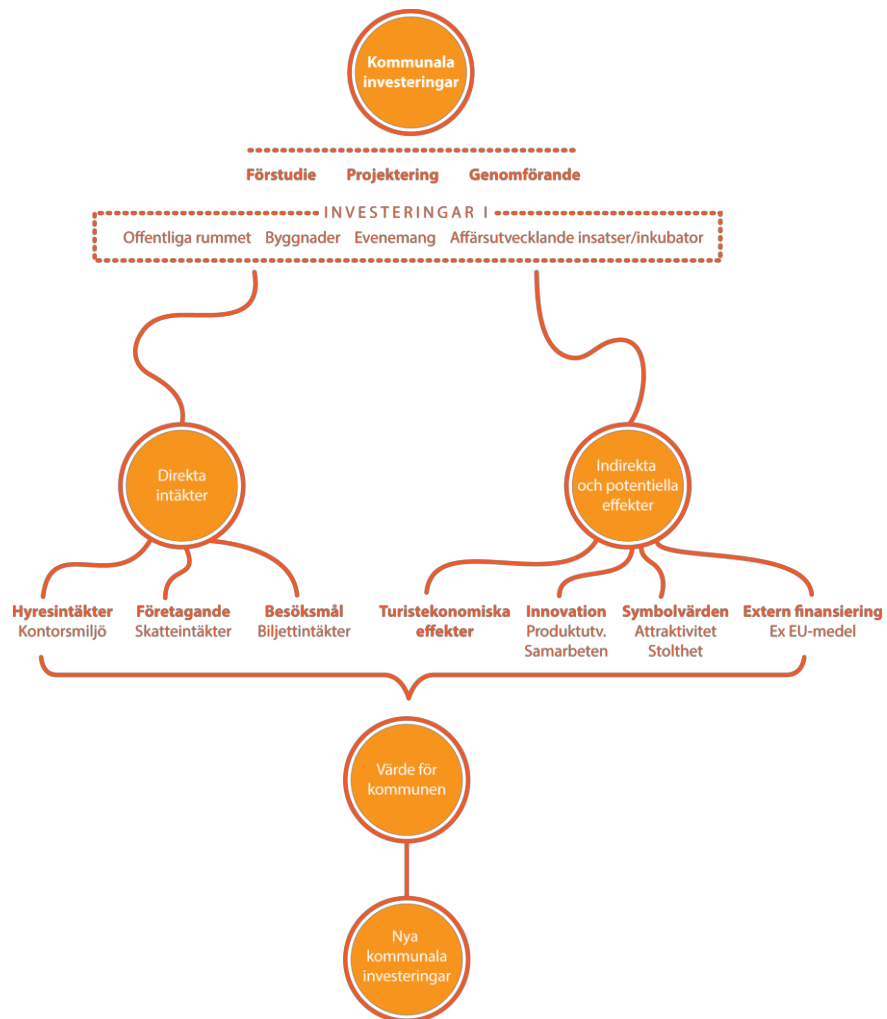 Kommunala
investeringar
Förstudie Projektering Genomförande
INVESTERINGAR I
Offentliga rummet Byggnader Evenemang Affärsutvecklande insatser/inkubator
Direkta
intäkter
Indirekta
och potentiella
effekter
Hyresintäkter
Kontorsmiljö
Företagande
Skatteintäkter
Besöksmål
Biljettintäkter
Turistekonomiska
effekter
Innovation
Produktutv.
Samarbeten
Symbolvärden
Attraktivitet
Stolthet
Extern finansiering
Ex EU-medel
Värde för
kommunen
Nya
kommunala
investeringar